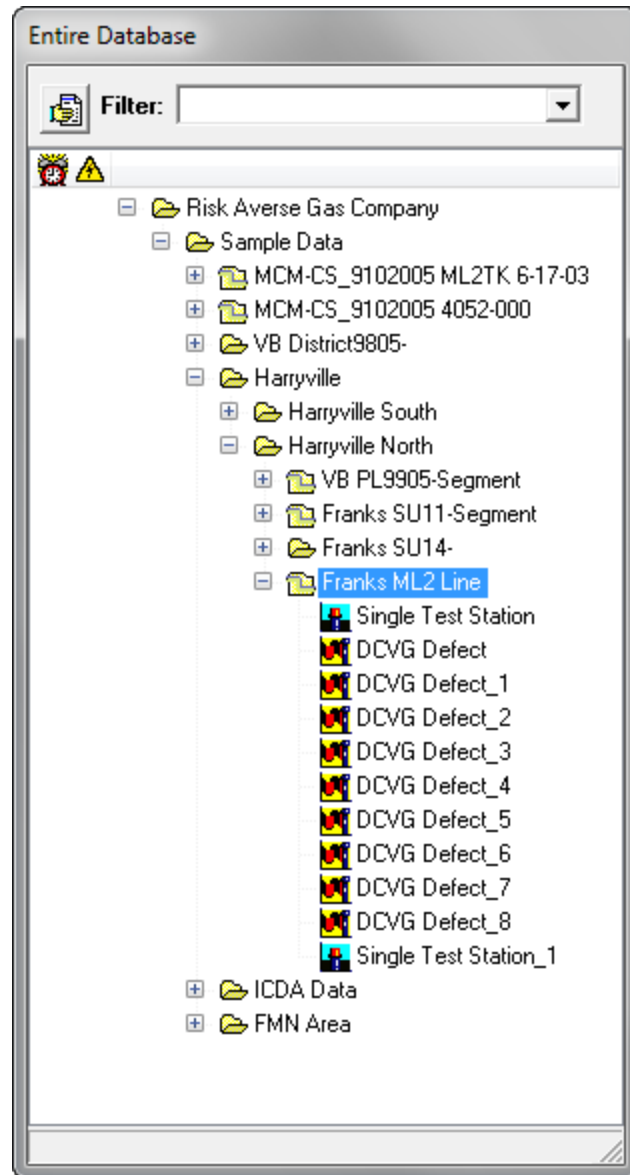 Entire Database
Filter:
Risk Averse Gas Company
Sample Data
MCM-CS_9102005 ML2TK 6-17-03
MCM-CS_9102005 4052-000
VB District9805-
Harryville
Harryville South
Harryville North
VB PL9905-Segment
Franks SU11-Segment
Franks SU14-
Franks ML2 Line
Single Test Station
DCVG Defect
DCVG Defect_1
DCVG Defect_2
DCVG Defect_3
DCVG Defect_4
DCVG Defect_5
DCVG Defect_6
DCVG Defect_7
DCVG Defect_8
Single Test Station_1
ICDA Data
FMN Area